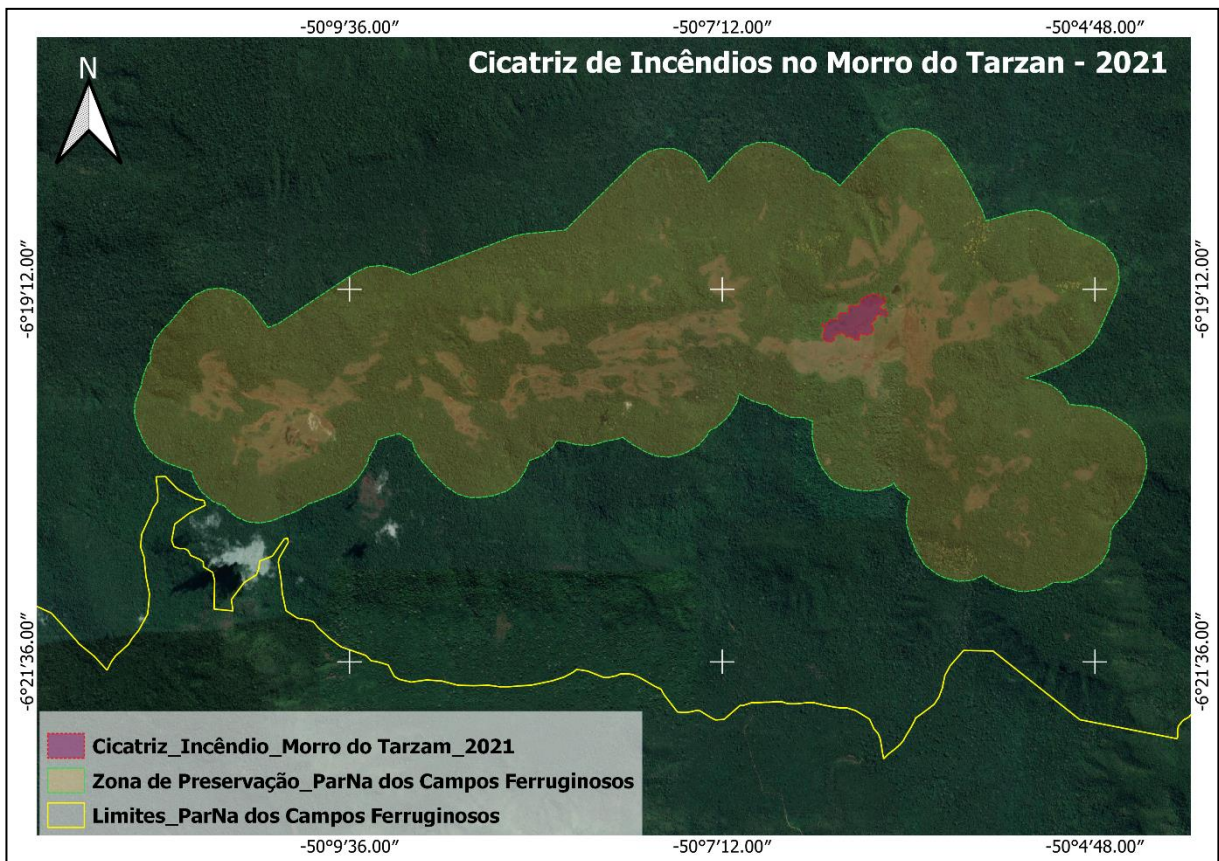 -50°9'36.00" -50°7'12.00" -50°4'48.00"
Cicatriz de Incêndios no Morro do Tarzan - 2021
N
-6°19'12.00" -6°19'12.00"
-6°21'36.00" -6°21'36.00"
Cicatriz_Incêndio_Morro do Tarzam_2021
Zona de Preservação_ParNa dos Campos Ferruginosos
Limites_ParNa dos Campos Ferruginosos
-50°9'36.00" -50°7'12.00" -50°4'48.00"